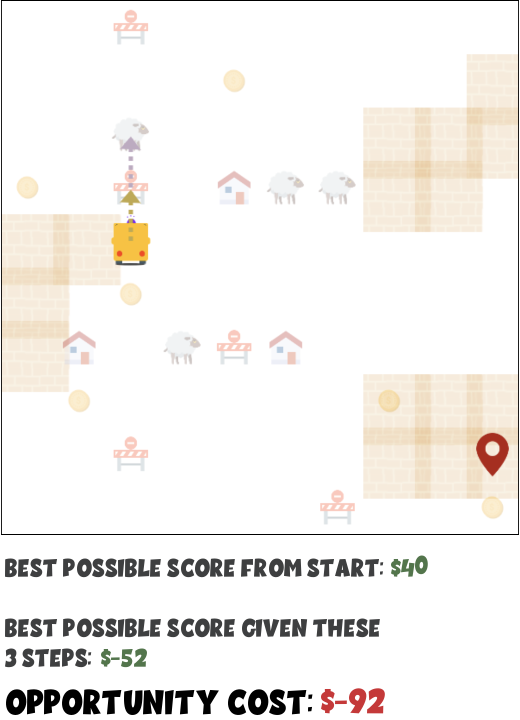 BEST POSSIBLE SCORE FROM START: $40
BEST POSSIBLE SCORE GIVEN THESE
3 STEPS: $-52
OPPORTUNITY COST: $-92